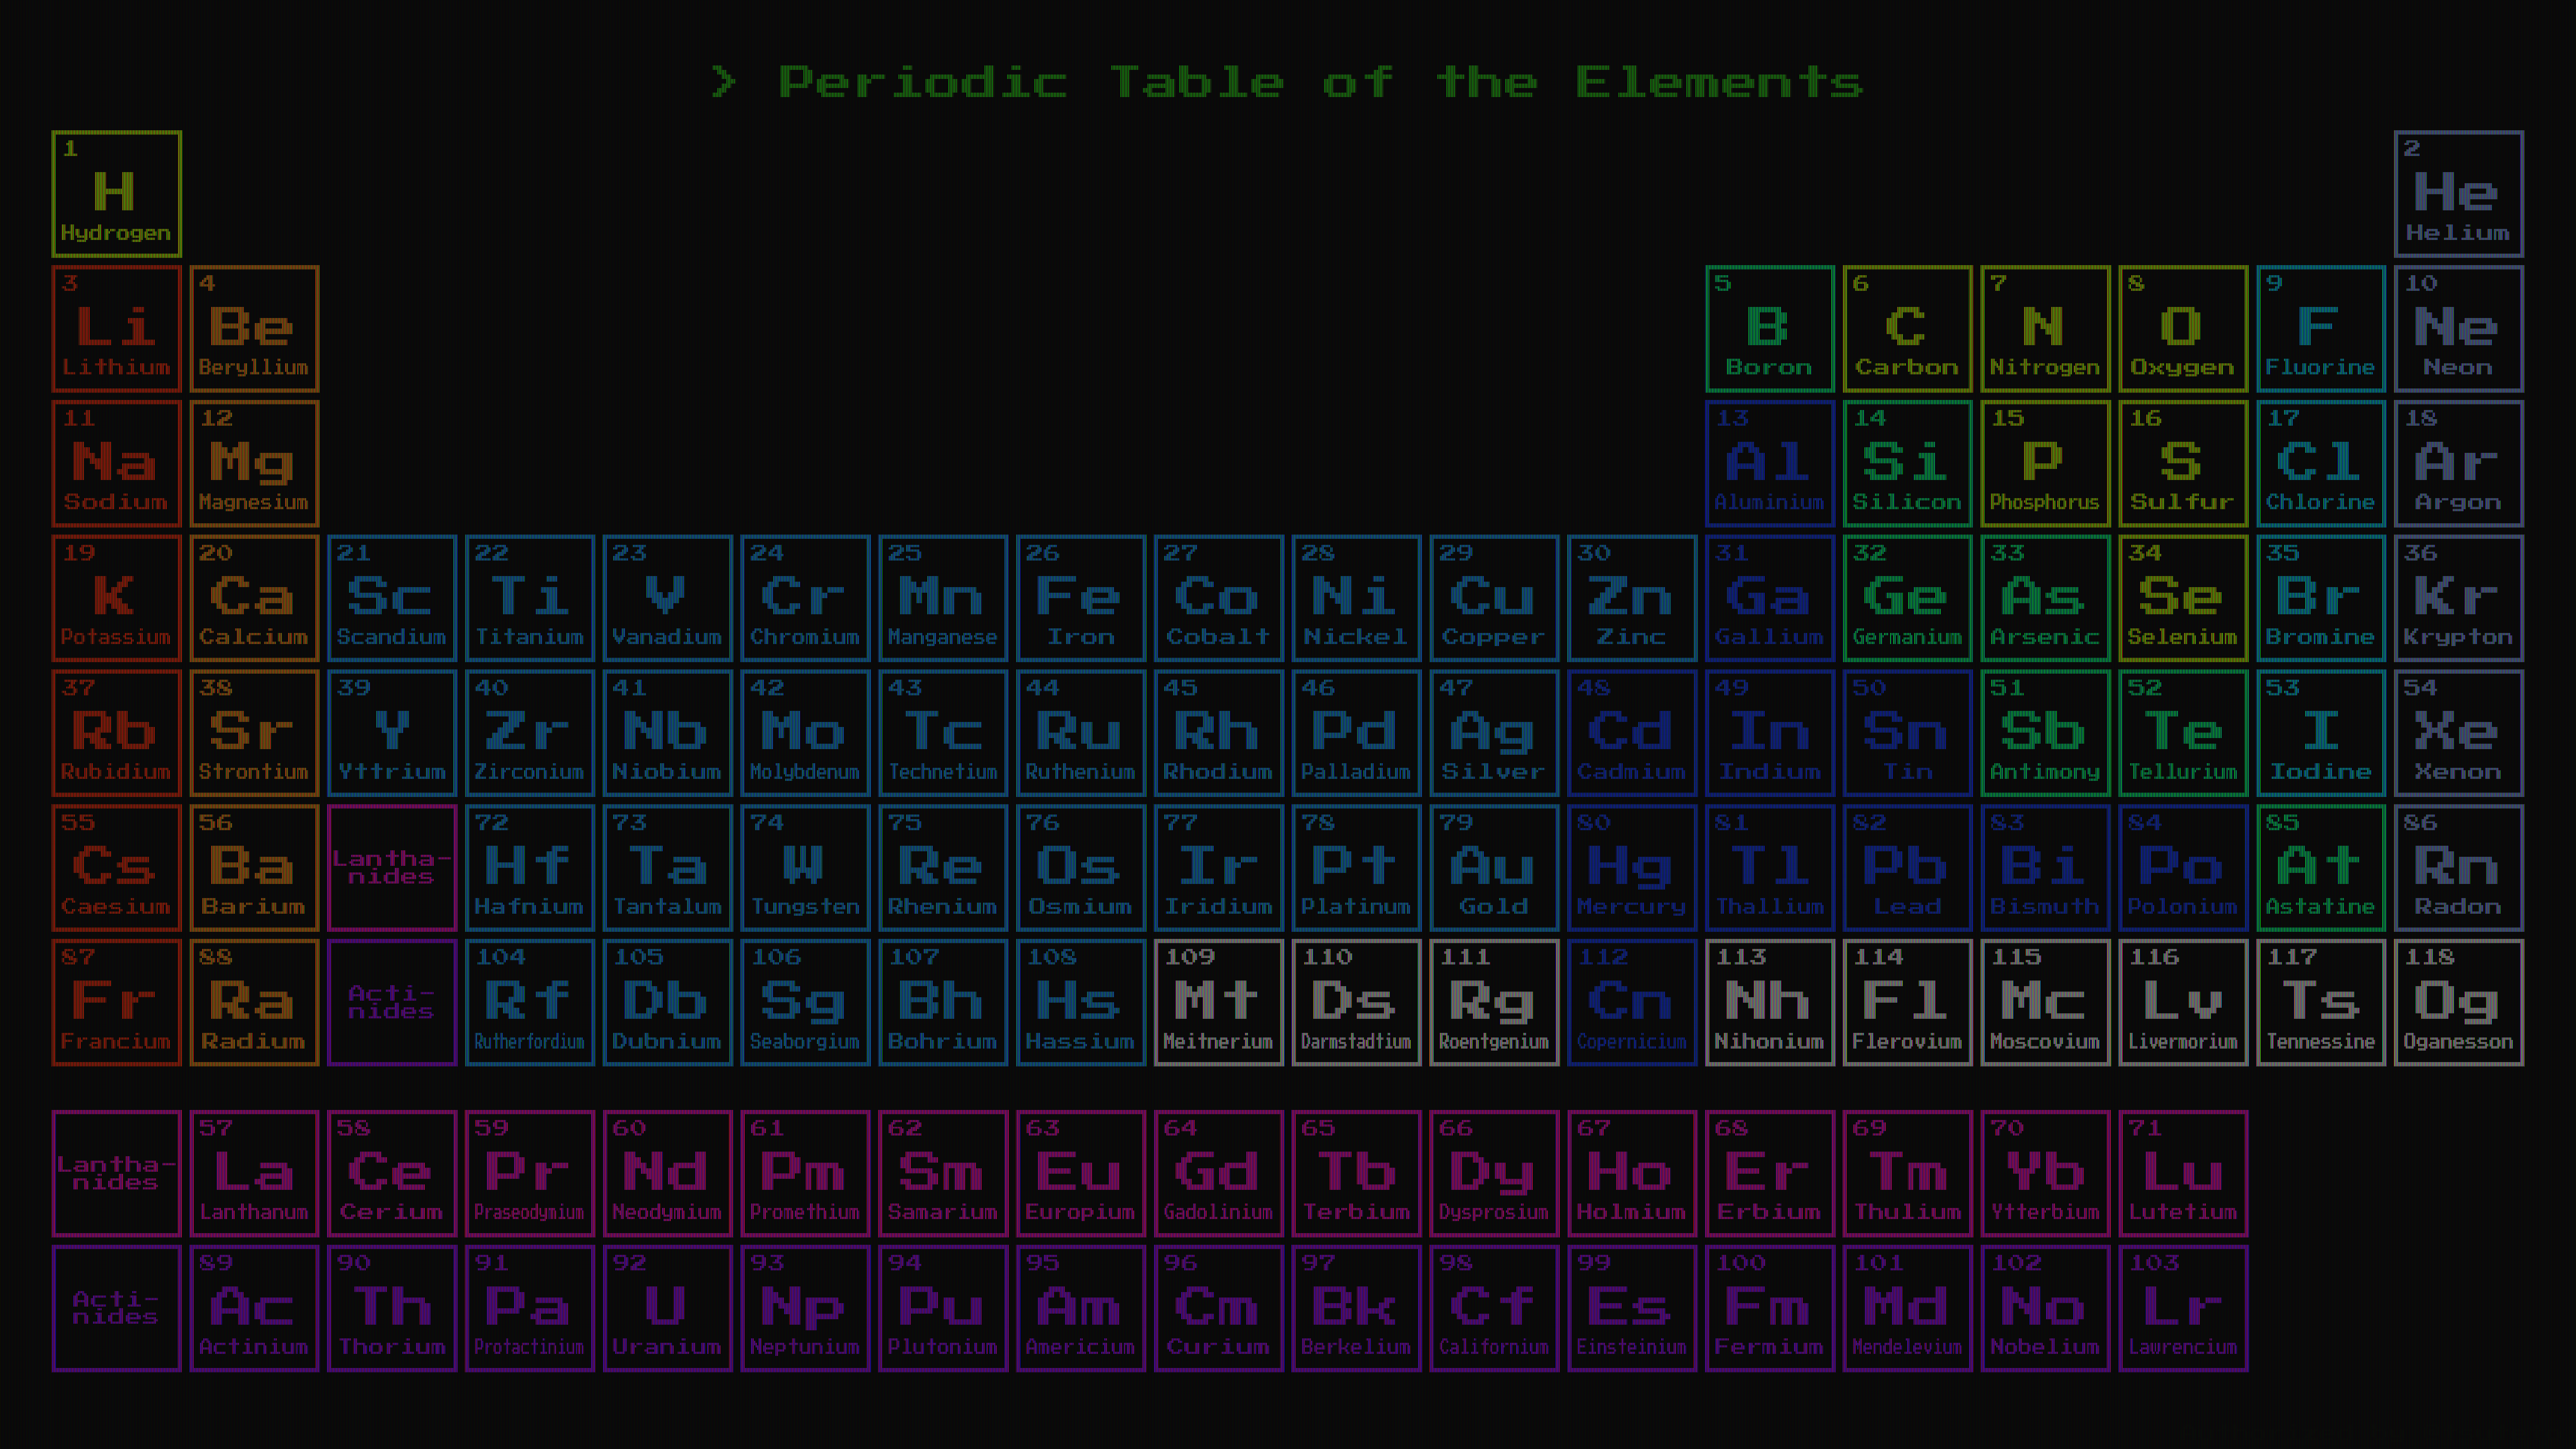 > Periodic Table of the Elements
1
H
Hydrogen
2
He
Helium
3
Li
Lithium
4
Be
Beryllium
5
B
Boron
6
C
Carbon
7
N
Nitrogen
8
O
Oxygen
9
F
Fluorine
10
Ne
Neon
11
Na
Sodium
12
Mg
Magnesium
13
Al
Aluminium
14
Si
Silicon
15
P
Phosphorus
16
S
Sulfur
17
Cl
Chlorine
18
Ar
Argon
19
K
Potassium
20
Ca
Calcium
21
Sc
Scandium
22
Ti
Titanium
23
V
Vanadium
24
Cr
Chromium
25
Mn
Manganese
26
Fe
Iron
27
Co
Cobalt
28
Ni
Nickel
29
Cu
Copper
30
Zn
Zinc
31
Ga
Gallium
32
Ge
Germanium
33
As
Arsenic
34
Se
Selenium
35
Br
Bromine
36
Kr
Krypton
37
Rb
Rubidium
38
Sr
Strontium
39
Y
Yttrium
40
Zr
Zirconium
41
Nb
Niobium
42
Mo
Molybdenum
43
Tc
Technetium
44
Ru
Ruthenium
45
Rh
Rhodium
46
Pd
Palladium
47
Ag
Silver
48
Cd
Cadmium
49
In
Indium
50
Sn
Tin
51
Sb
Antimony
52
Te
Tellurium
53
I
Iodine
54
Xe
Xenon
55
Cs
Caesium
56
Ba
Barium
Lantha-
nides
72
Hf
Hafnium
73
Ta
Tantalum
74
W
Tungsten
75
Re
Rhenium
76
Os
Osmium
77
Ir
Iridium
78
Pt
Platinum
79
Au
Gold
80
Hg
Mercury
81
Tl
Thallium
82
Pb
Lead
83
Bi
Bismuth
84
Po
Polonium
85
At
Astatine
86
Rn
Radon
87
Fr
Francium
88
Ra
Radium
Acti-
nides
104
Rf
Rutherfordium
105
Db
Dubnium
106
Sg
Seaborgium
107
Bh
Bohrium
108
Hs
Hassium
109
Mt
Meitnerium
110
Ds
Darmstadtium
111
Rg
Roentgenium
112
Cn
Copernicium
113
Nh
Nihonium
114
Fl
Flerovium
115
Mc
Moscovium
116
Lv
Livermorium
117
Ts
Tennessine
118
Og
Oganesson
Lantha-
nides
57
La
Lanthanum
58
Ce
Cerium
59
Pr
Praseodymium
60
Nd
Neodymium
61
Pm
Promethium
62
Sm
Samarium
63
Eu
Europium
64
Gd
Gadolinium
65
Tb
Terbium
66
Dy
Dysprosium
67
Ho
Holmium
68
Er
Erbium
69
Tm
Thulium
70
Yb
Ytterbium
71
Lu
Lutetium
Acti-
nides
89
Ac
Actinium
90
Th
Thorium
91
Pa
Protactinium
92
U
Uranium
93
Np
Neptunium
94
Pu
Plutonium
95
Am
Americium
96
Cm
Curium
97
Bk
Berkelium
98
Cf
Californium
99
Es
Einsteinium
100
Fm
Fermium
101
Md
Mendelevium
102
No
Nobelium
103
Lr
Lawrencium